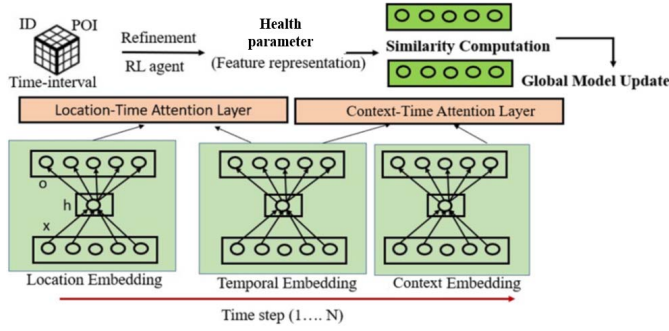 ID POI
Time-interval
Refinement
RL agent
Health
parameter
(Feature representation)
Similarity Computation
Global Model Update
Location-Time Attention Layer
Context-Time Attention Layer
o
h
x
Location Embedding
Temporal Embedding
Context Embedding
Time step (1.... N)